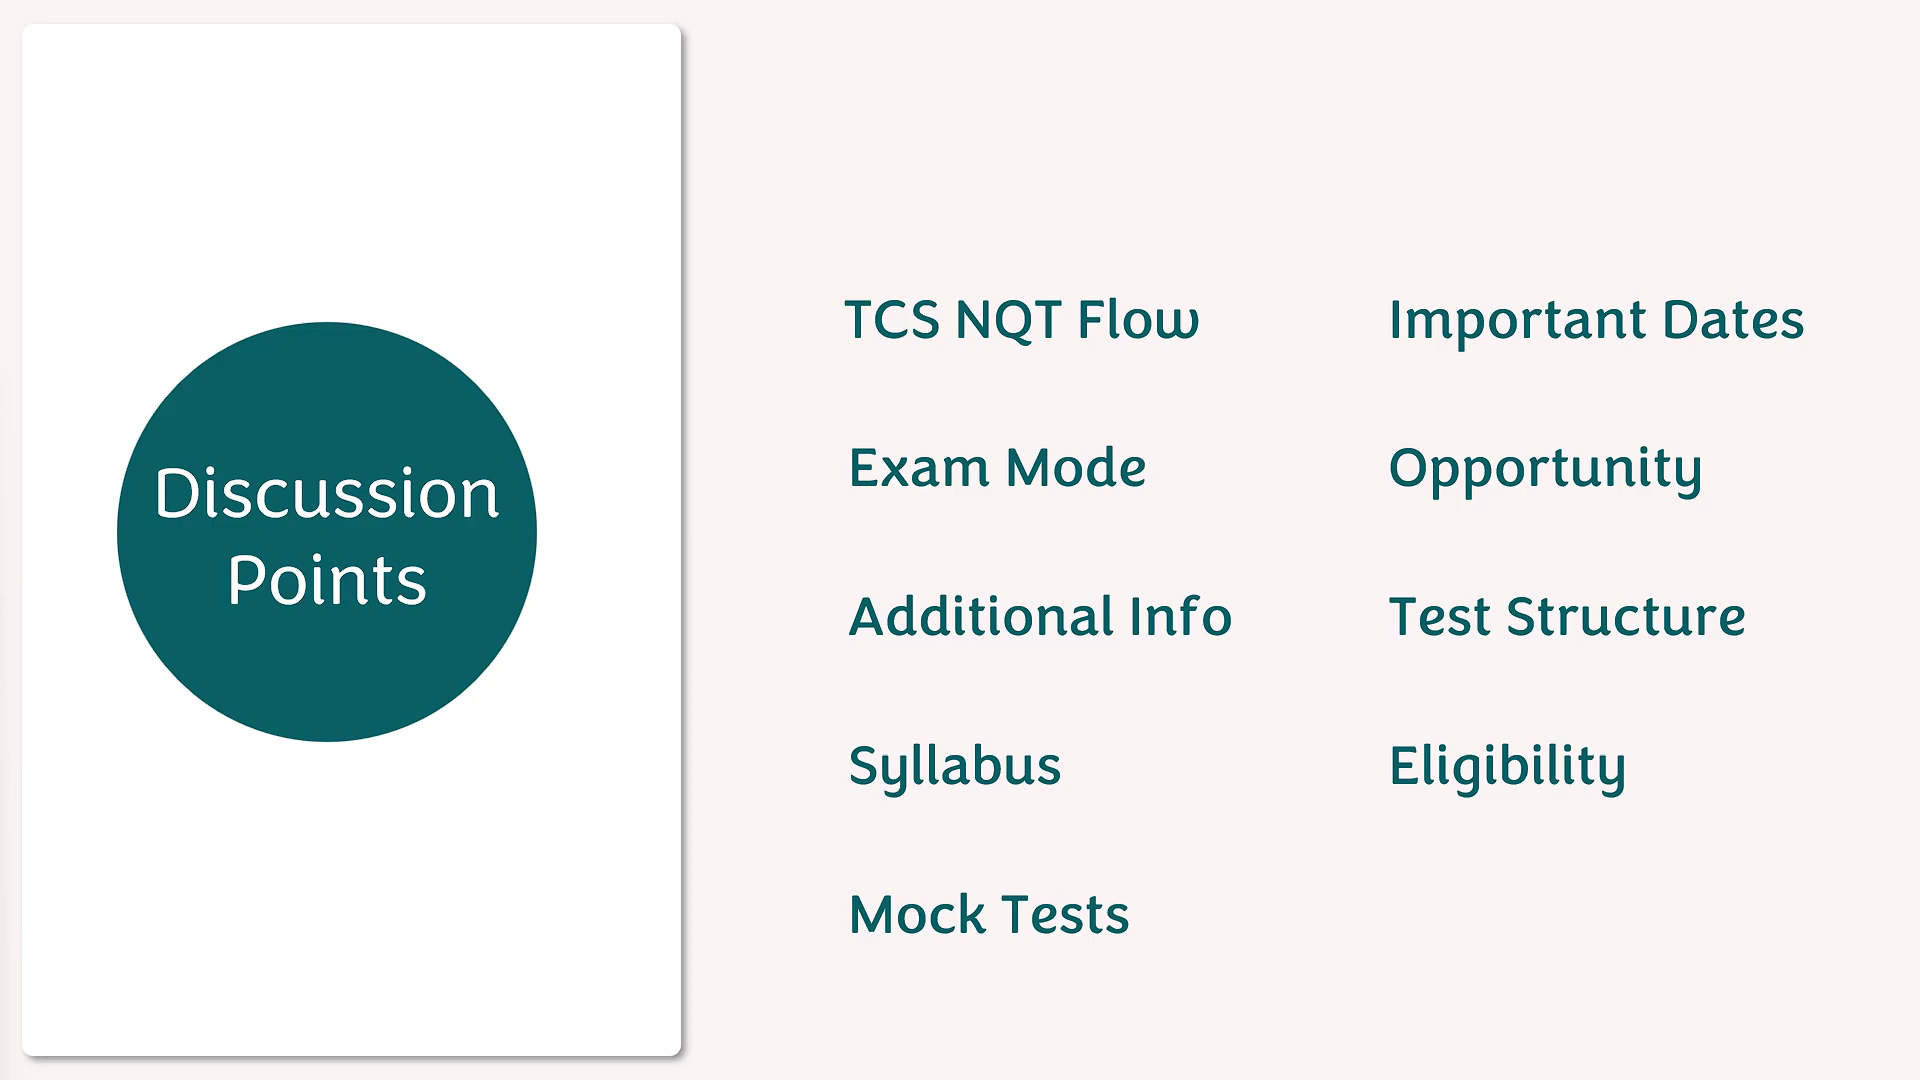 Discussion
Points
TCS NQT Flow
Important Dates
Exam Mode
Opportunity
Additional Info
Test Structure
Syllabus
Eligibility
Mock Tests